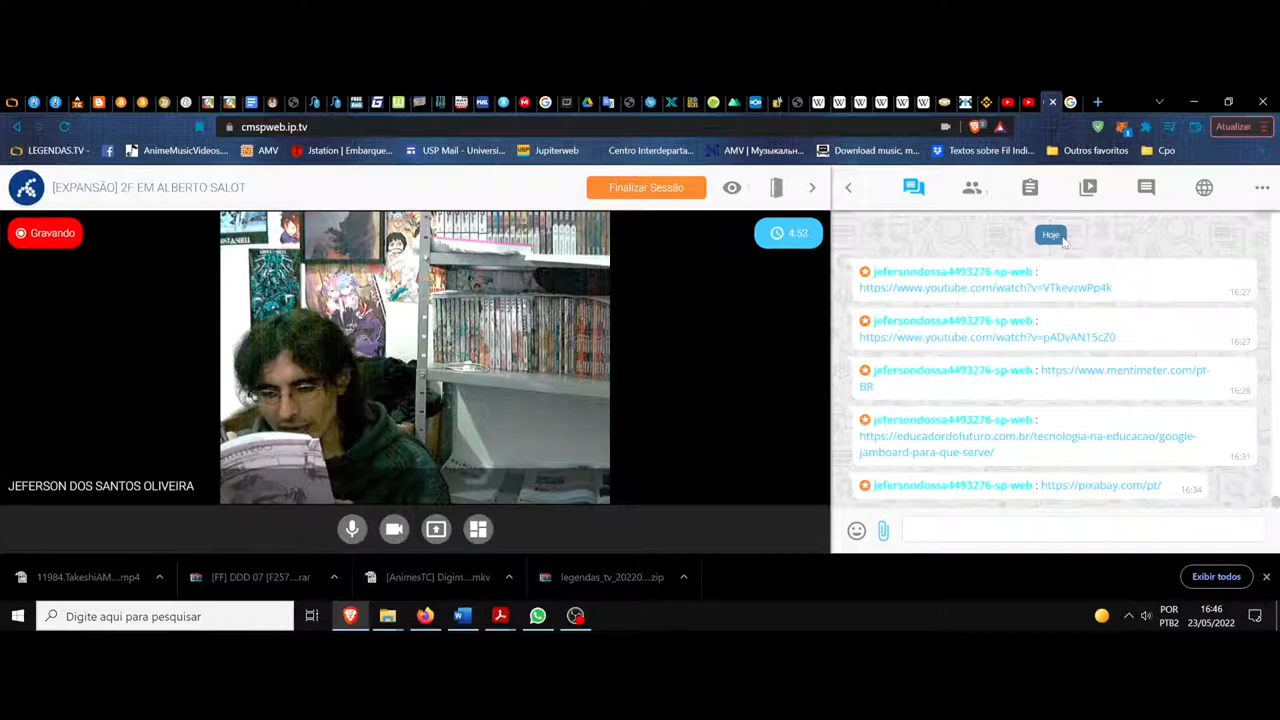 cmspweb.ip.tv
Atualizar
LEGENDAS.TV
AnimeMusicVideos...
AMV
Jstation | Embarque...
USP Mail - Universi...
Jupiterweb
Centro Interdeparta...
AMV | Музыкальн...
Download music, m...
Textos sobre Fil Indi...
Outros favoritos
Cpo
[EXPANSÃO] 2F EM ALBERTO SALOT
Finalizar Sessão
Gravando
4:52
JEFERSON DOS SANTOS OLIVEIRA
Hoje
jefersondossa4493276-sp-web :
https://www.youtube.com/watch?v=VTkevzwPp4k
16:27
jefersondossa4493276-sp-web :
https://www.youtube.com/watch?v=pADvAN15cZ0
16:27
jefersondossa4493276-sp-web : https://www.mentimeter.com/pt-
BR
16:28
jefersondossa4493276-sp-web :
https://educadordofuturo.com.br/tecnologia-na-educacao/google-
jamboard-para-que-serve/
16:31
jefersondossa4493276-sp-web : https://pixabay.com/pt/
16:34
11984.TakeshiAM....mp4
[FF] DDD 07 [F257....rar
[AnimesTC] Digim...mkv
legendas_tv_20220...zip
Exibir todos
Digite aqui para pesquisar
POR
PTB2
16:46
23/05/2022